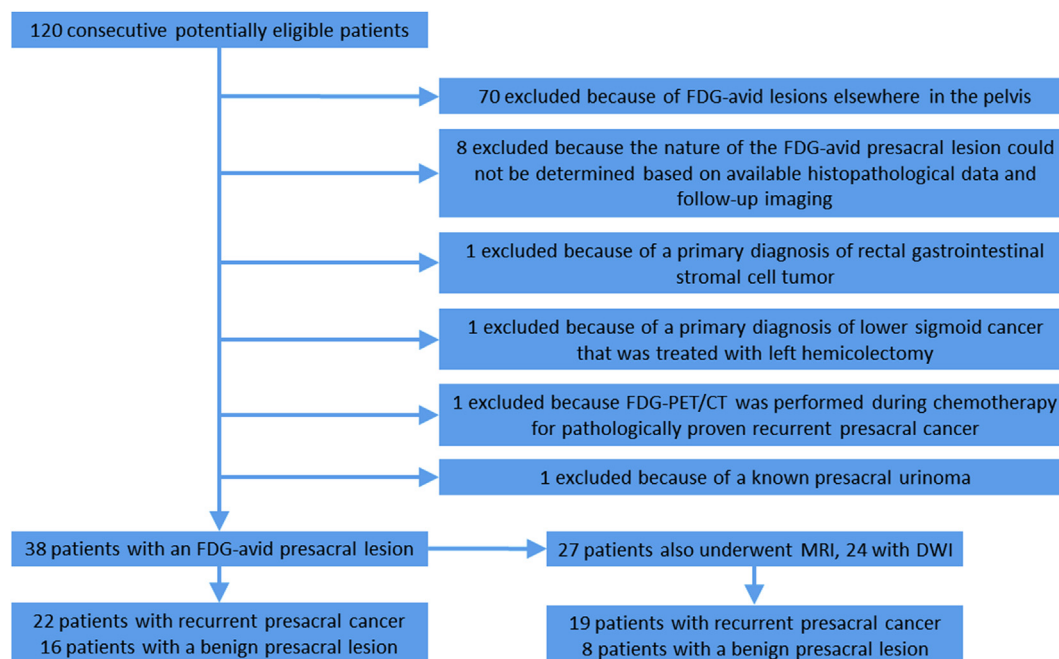 120 consecutive potentially eligible patients
70 excluded because of FDG-avid lesions elsewhere in the pelvis
8 excluded because the nature of the FDG-avid presacral lesion could
not be determined based on available histopathological data and
follow-up imaging
1 excluded because of a primary diagnosis of rectal gastrointestinal
stromal cell tumor
1 excluded because of a primary diagnosis of lower sigmoid cancer
that was treated with left hemicolectomy
1 excluded because FDG-PET/CT was performed during chemotherapy
for pathologically proven recurrent presacral cancer
1 excluded because of a known presacral urinoma
38 patients with an FDG-avid presacral lesion
27 patients also underwent MRI, 24 with DWI
22 patients with recurrent presacral cancer
16 patients with a benign presacral lesion
19 patients with recurrent presacral cancer
8 patients with a benign presacral lesion